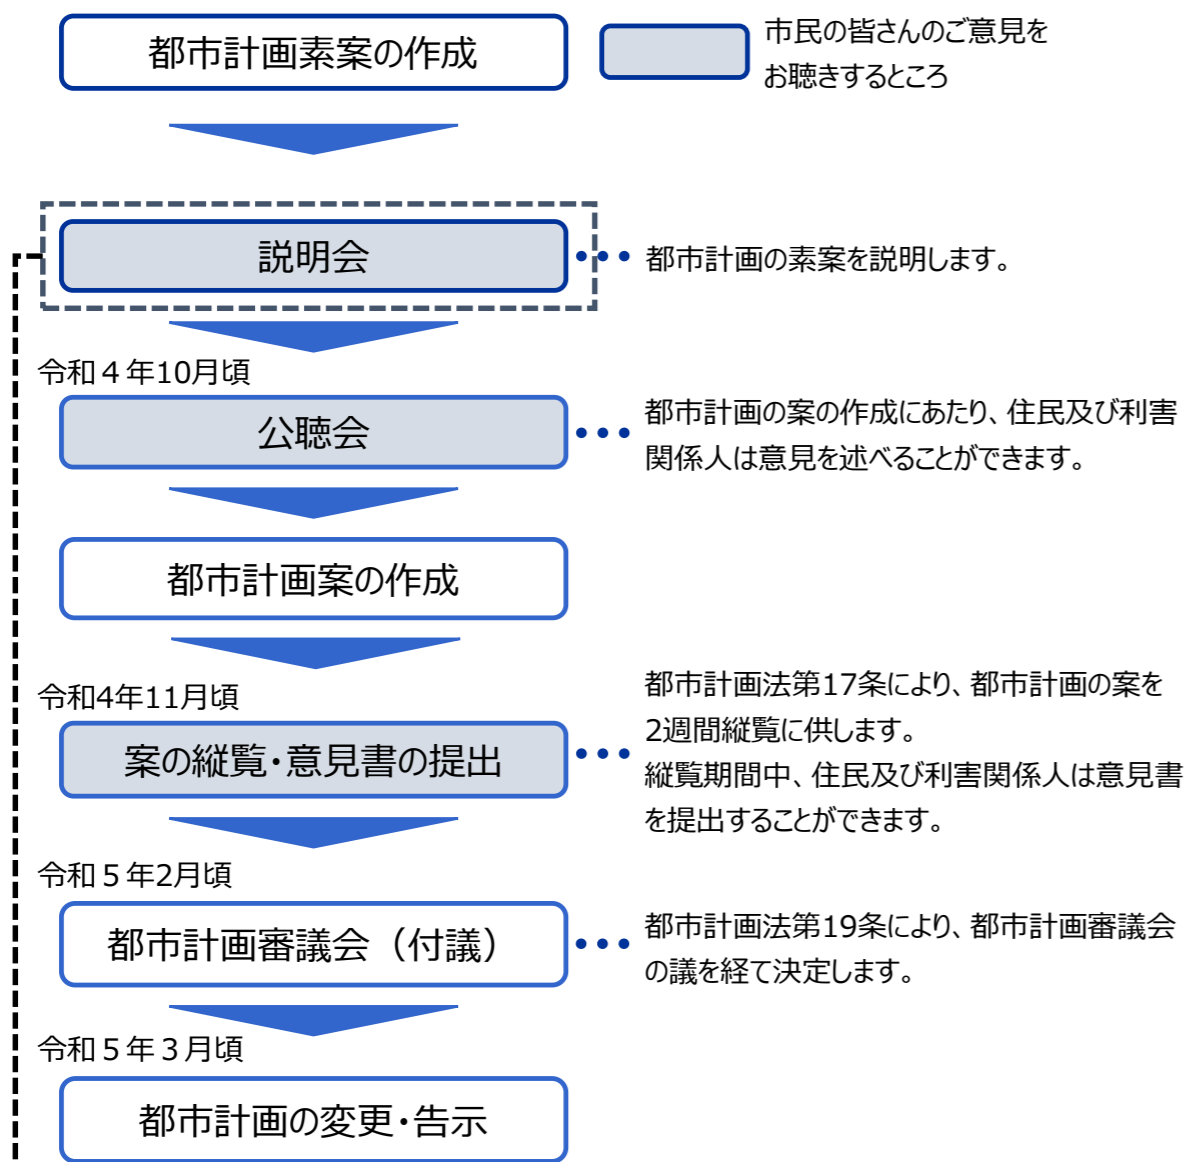 都市計画素案の作成
市民の皆さんのご意見を
お聴きするところ
説明会
都市計画の素案を説明します。
令和４年10月頃
公聴会
都市計画の案の作成にあたり、住民及び利害
関係人は意見を述べることができます。
都市計画案の作成
令和4年11月頃
案の縦覧・意見書の提出
都市計画法第17条により、都市計画の案を
2週間縦覧に供します。
縦覧期間中、住民及び利害関係人は意見書
を提出することができます。
令和５年2月頃
都市計画審議会（付議）
都市計画法第19条により、都市計画審議会
の議を経て決定します。
令和５年３月頃
都市計画の変更・告示